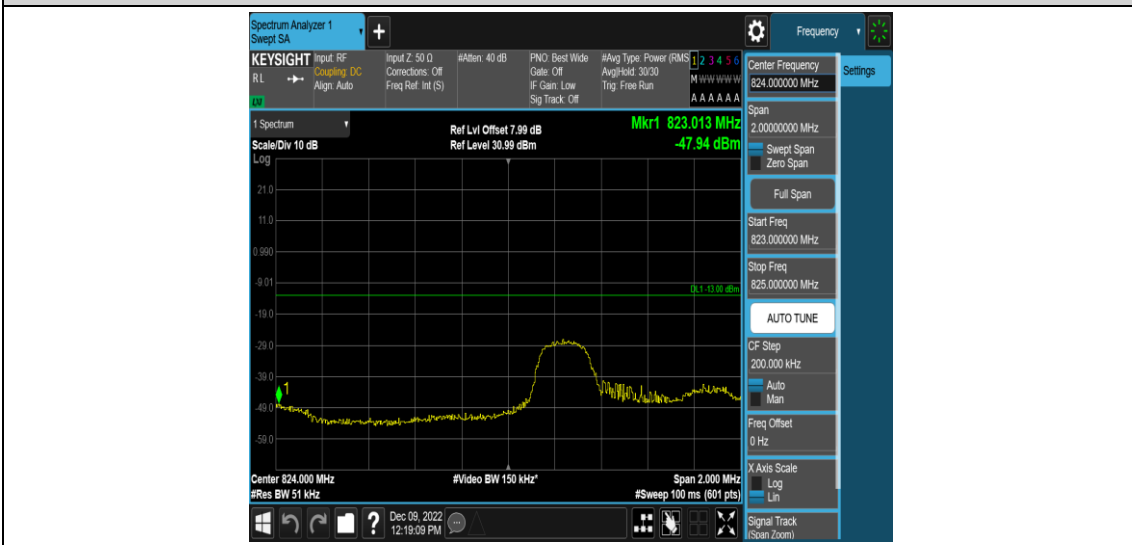 Spectrum Analyzer 1
Swept SA
+
Frequency
KEYSIGHT
RL
LXI
Input: RF
Coupling: DC
Align: Auto
Input Z: 50 Ω
Corrections: Off
Freq Ref: Int (S)
#Atten: 40 dB
PNO: Best Wide
Gate: Off
IF Gain: Low
Sig Track: Off
#Avg Type: Power (RMS
Avg|Hold: 30/30
Trig: Free Run
1 2 3 4 5 6
M W W W W W
A A A A A A
1 Spectrum
Scale/Div 10 dB
Ref Lvl Offset 7.99 dB
Ref Level 30.99 dBm
Mkr1 823.013 MHz
-47.94 dBm
Log
21.0
11.0
0.990
-9.01
-19.0
-29.0
-39.0
-49.0
-59.0
DL1 -13.00 dBm
1
Center 824.000 MHz
#Res BW 51 kHz
#Video BW 150 kHz*
Span 2.000 MHz
#Sweep 100 ms (601 pts)
?
Dec 09, 2022
12:19:09 PM
Center Frequency
824.000000 MHz
Settings
Span
2.00000000 MHz
Swept Span
Zero Span
Full Span
Start Freq
823.000000 MHz
Stop Freq
825.000000 MHz
AUTO TUNE
CF Step
200.000 kHz
Auto
Man
Freq Offset
0 Hz
X Axis Scale
Log
Lin
Signal Track
(Span Zoom)